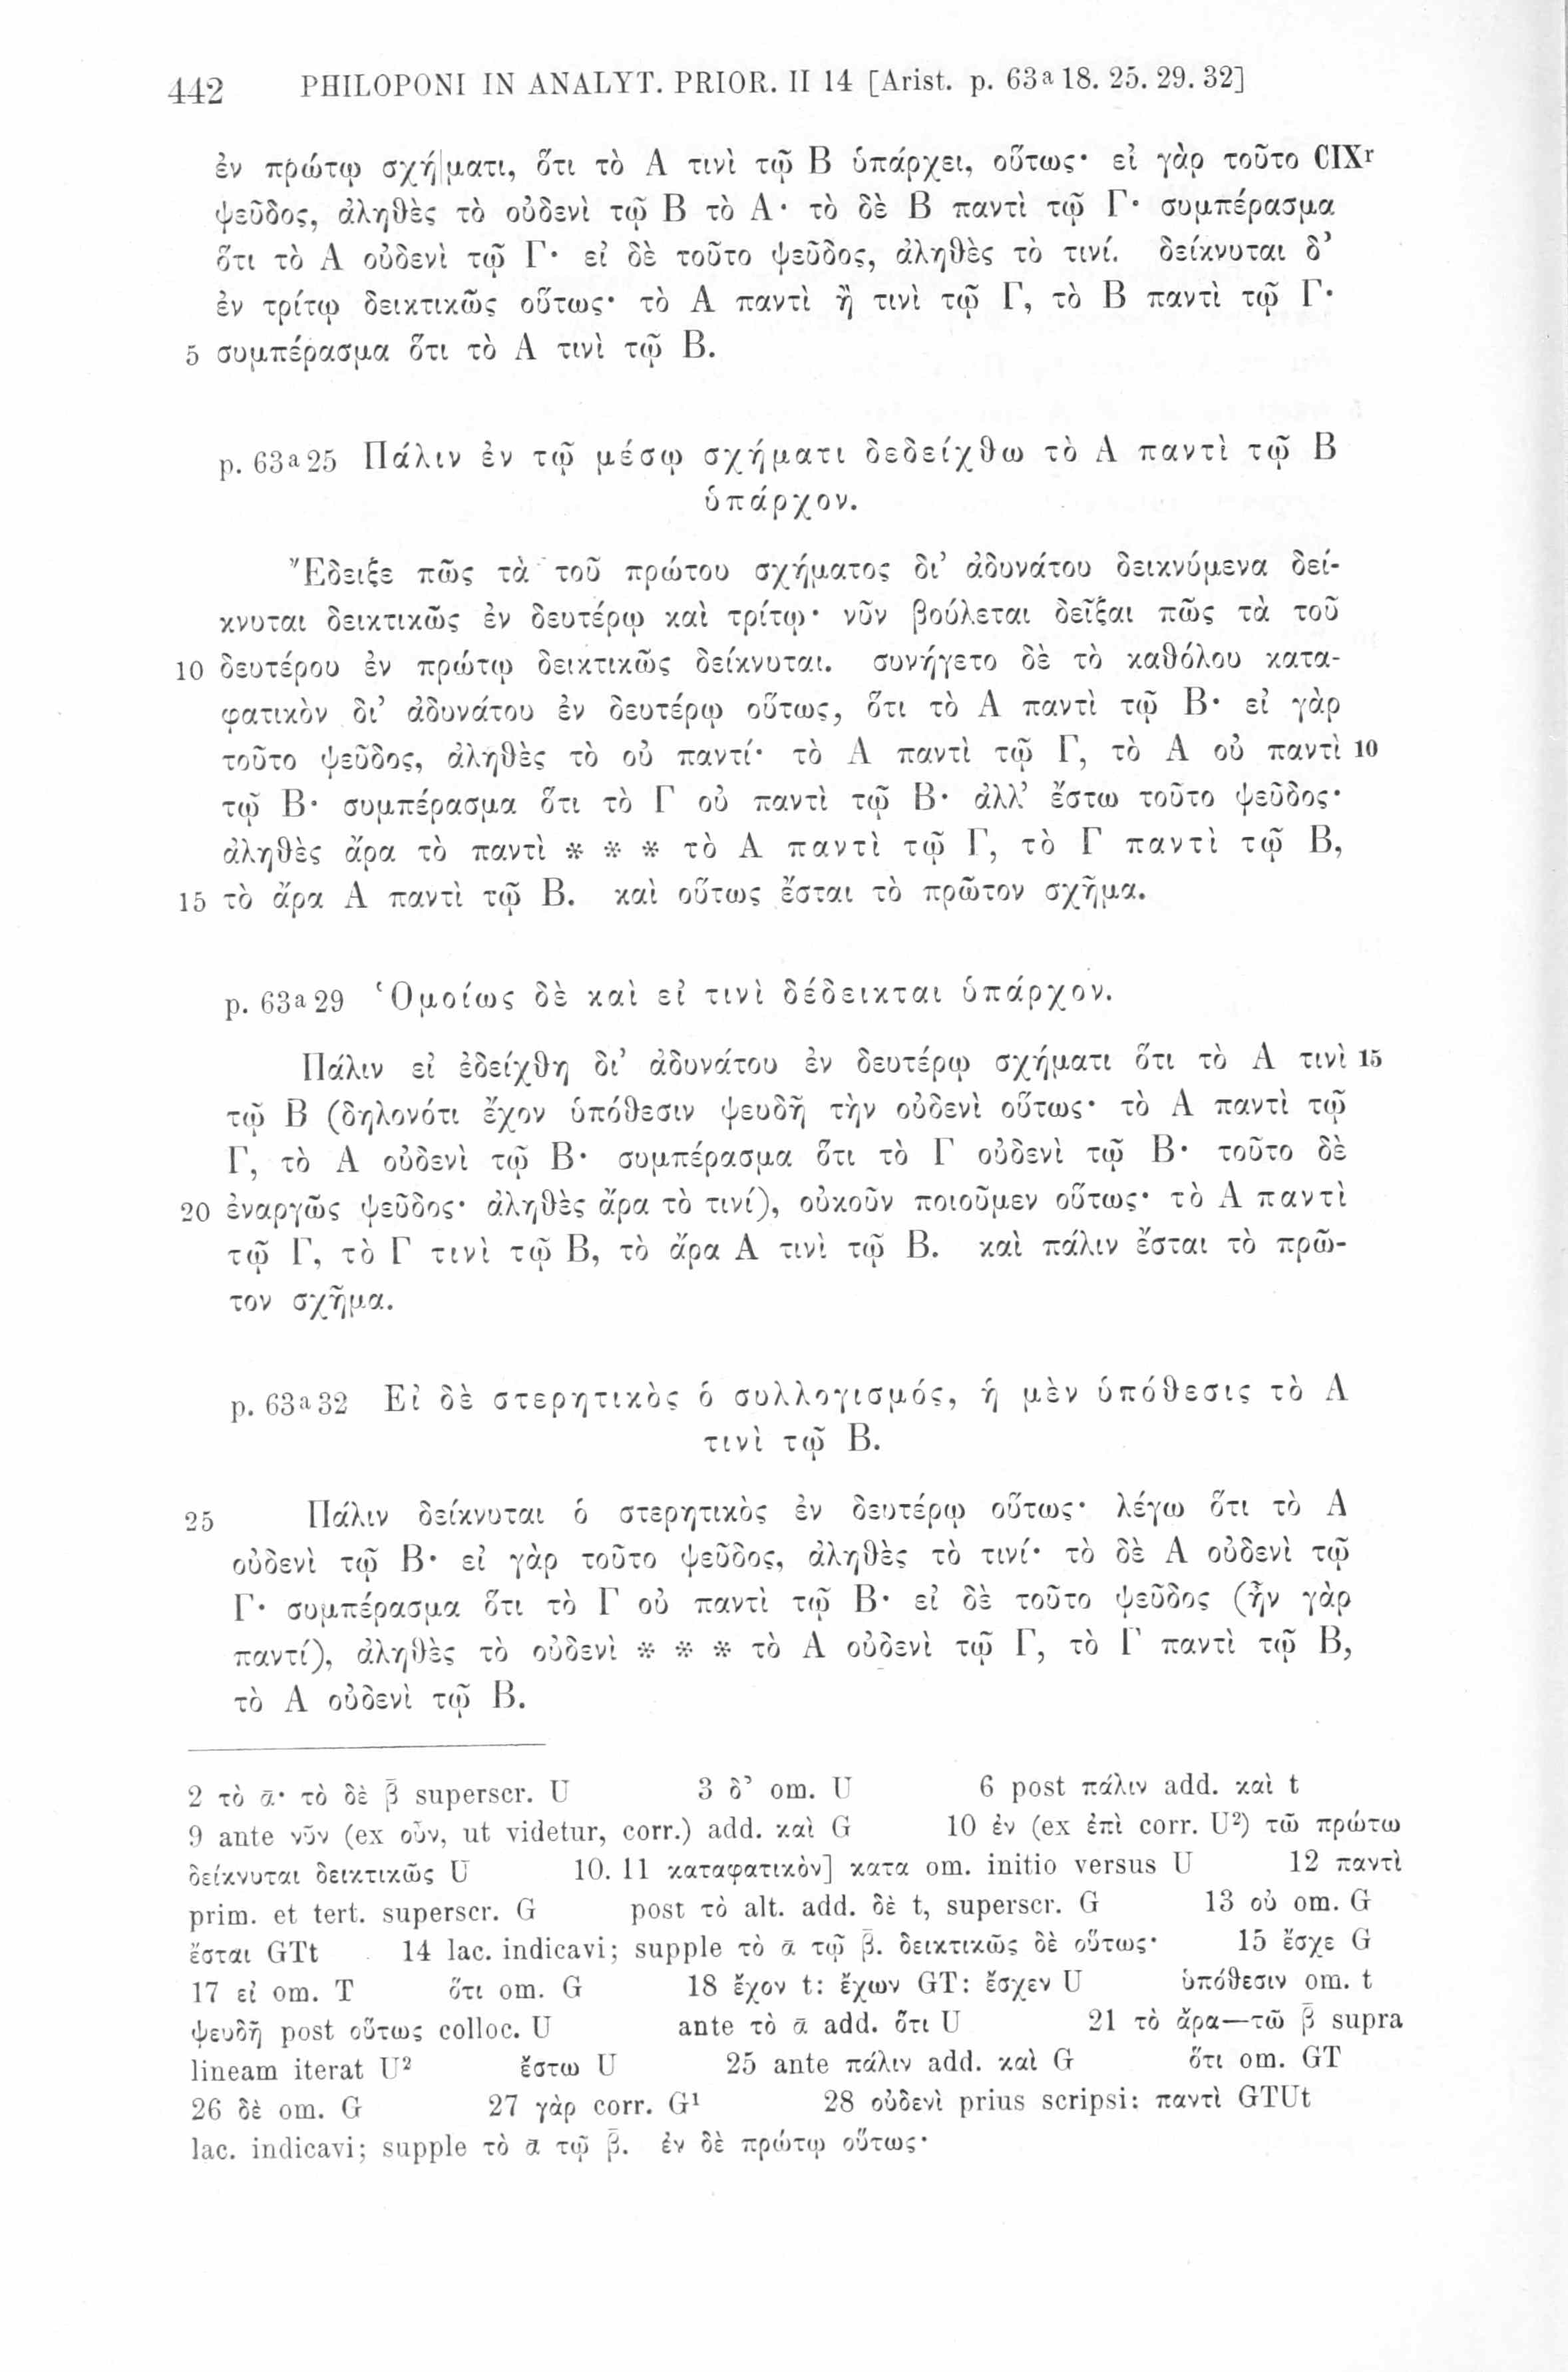 442 PHILOPONI IN ANALYT. PRIOR. II 14 [Arist. p. 63ª 18. 25. 29. 32]
ἐν πρώτῳ σχή|ματι, ὅτι τὸ Α τινὶ τῷ Β ὑπάρχει, οὕτως· εἰ γὰρ τοῦτο CIXr
ψεῦδος, ἀληθὲς τὸ οὐδενὶ τῷ Β τὸ Α· τὸ δὲ Β παντὶ τῷ Γ· συμπέρασμα
ὅτι τὸ Α οὐδενὶ τῷ Γ· εἰ δὲ τοῦτο ψεῦδος, ἀληθὲς τὸ τινί. δείκνυται δ’
ἐν τρίτῳ δεικτικῶς οὕτως· τὸ Α παντὶ ἢ τινὶ τῷ Γ, τὸ Β παντὶ τῷ Γ·
5 συμπέρασμα ὅτι τὸ Α τινὶ τῷ Β.
p. 63ª25 Πάλιν ἐν τῷ μέσῳ σχήματι δεδείχθω τὸ Α παντὶ τῷ Β
ὑπάρχον.
Ἔδειξε πῶς τὰ τοῦ πρώτου σχήματος δι’ ἀδυνάτου δεικνύμενα δεί-
κνυται δεικτικῶς ἐν δευτέρῳ καὶ τρίτῳ· νῦν βούλεται δεῖξαι πῶς τὰ τοῦ
10 δευτέρου ἐν πρώτῳ δεικτικῶς δείκνυται. συνήγετο δὲ τὸ καθόλου κατα-
φατικὸν δι’ ἀδυνάτου ἐν δευτέρῳ οὕτως, ὅτι τὸ Α παντὶ τῷ Β· εἰ γὰρ
τοῦτο ψεῦδος, ἀληθὲς τὸ οὐ παντί· τὸ Α παντὶ τῷ Γ, τὸ Α οὐ παντὶ 10
τῷ Β· συμπέρασμα ὅτι τὸ Γ οὐ παντὶ τῷ Β· ἀλλ’ ἔστω τοῦτο ψεῦδος·
ἀληθὲς ἄρα τὸ παντὶ * * * τὸ Α παντὶ τῷ Γ, τὸ Γ παντὶ τῷ Β,
15 τὸ ἄρα Α παντὶ τῷ Β. καὶ οὕτως ἔσται τὸ πρῶτον σχῆμα.
p. 63ª29 Ὁμοίως δὲ καὶ εἰ τινὶ δέδεικται ὑπάρχον.
Πάλιν εἰ ἐδείχθη δι’ ἀδυνάτου ἐν δευτέρῳ σχήματι ὅτι τὸ Α τινὶ 15
τῷ Β (δηλονότι ἔχον ὑπόθεσιν ψευδῆ τὴν οὐδενὶ οὕτως· τὸ Α παντὶ τῷ
Γ, τὸ Α οὐδενὶ τῷ Β· συμπέρασμα ὅτι τὸ Γ οὐδενὶ τῷ Β· τοῦτο δὲ
20 ἐναργῶς ψεῦδος· ἀληθὲς ἄρα τὸ τινί), οὐκοῦν ποιοῦμεν οὕτως· τὸ Α παντὶ
τῷ Γ, τὸ Γ τινὶ τῷ Β, τὸ ἄρα Α τινὶ τῷ Β. καὶ πάλιν ἔσται τὸ πρῶ-
τον σχῆμα.
p. 63ª32 Εἰ δὲ στερητικὸς ὁ συλλογισμός, ἡ μὲν ὑπόθεσις τὸ Α
τινὶ τῷ Β.
25 Πάλιν δείκνυται ὁ στερητικὸς ἐν δευτέρῳ οὕτως· λέγω ὅτι τὸ Α
οὐδενὶ τῷ Β· εἰ γὰρ τοῦτο ψεῦδος, ἀληθὲς τὸ τινί· τὸ δὲ Α οὐδενὶ τῷ
Γ· συμπέρασμα ὅτι τὸ Γ οὐ παντὶ τῷ Β· εἰ δὲ τοῦτο ψεῦδος (ἦν γὰρ
παντί), ἀληθὲς τὸ οὐδενὶ * * * τὸ Α οὐδενὶ τῷ Γ, τὸ Γ παντὶ τῷ Β,
τὸ Α οὐδενὶ τῷ Β.
2 τὸ ᾱ· τὸ δὲ β̄ superscr. U 3 δ’ om. U 6 post πάλιν add. καὶ t
9 ante νῦν (ex οὖν, ut videtur, corr.) add. καὶ G 10 ἐν (ex ἐπὶ corr. U²) τῶ πρώτω
δείκνυται δεικτικῶς U 10. 11 καταφατικὸν] κατα om. initio versus U 12 παντὶ
prim. et tert. superscr. G post τὸ alt. add. δὲ t, superscr. G 13 οὐ om. G
ἔσται GTt 14 lac. indicavi; supple τὸ ᾱ τῷ β̄. δεικτικῶς δὲ οὕτως· 15 ἔσχε G
17 εἰ om. T ὅτι om. G 18 ἔχον t: ἔχων GT: ἔσχεν U ὑπόθεσιν om. t
ψευδῆ post οὕτως colloc. U ante τὸ ᾱ add. ὅτι U 21 τὸ ἄρα—τῶ β̄ supra
lineam iterat U² ἔστω U 25 ante πάλιν add. καὶ G ὅτι om. GT
26 δὲ om. G 27 γὰρ corr. G¹ 28 οὐδενὶ prius scripsi: παντὶ GTUt
lac. indicavi; supple τὸ ᾱ τῷ β̄. ἐν δὲ πρώτῳ οὕτως·